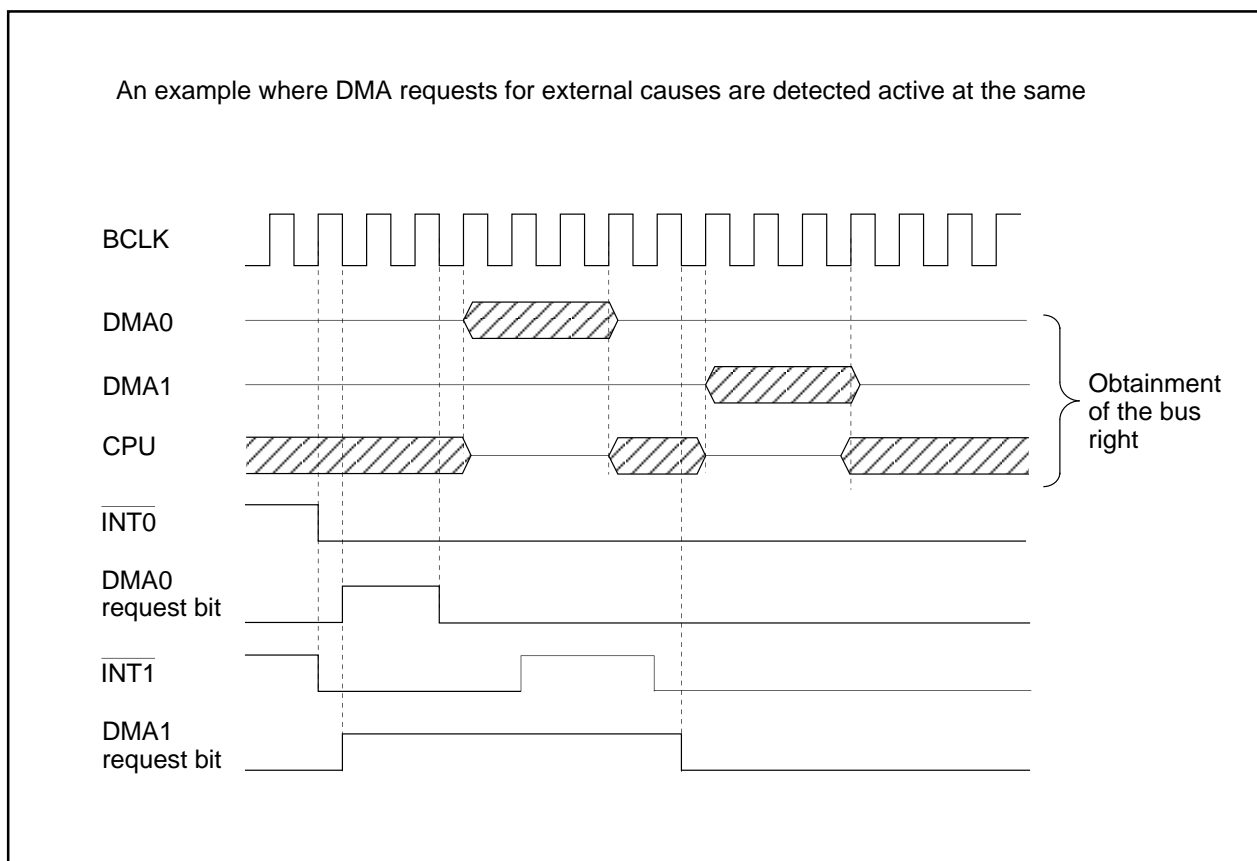 An example where DMA requests for external causes are detected active at the same
BCLK
DMA0
DMA1
CPU
Obtainment
of the bus
right
INT0
DMA0
request bit
INT1
DMA1
request bit